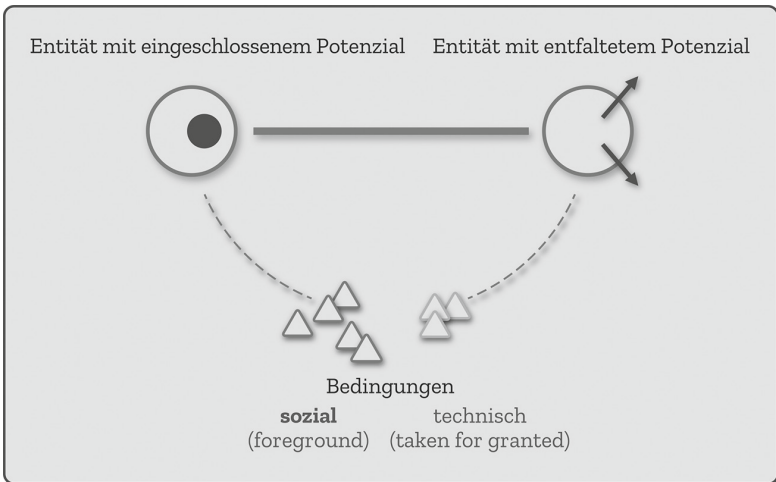 Entität mit eingeschlossenem Potenzial
Entität mit entfaltetem Potenzial
Bedingungen
sozial
technisch
(foreground)
(taken for granted)